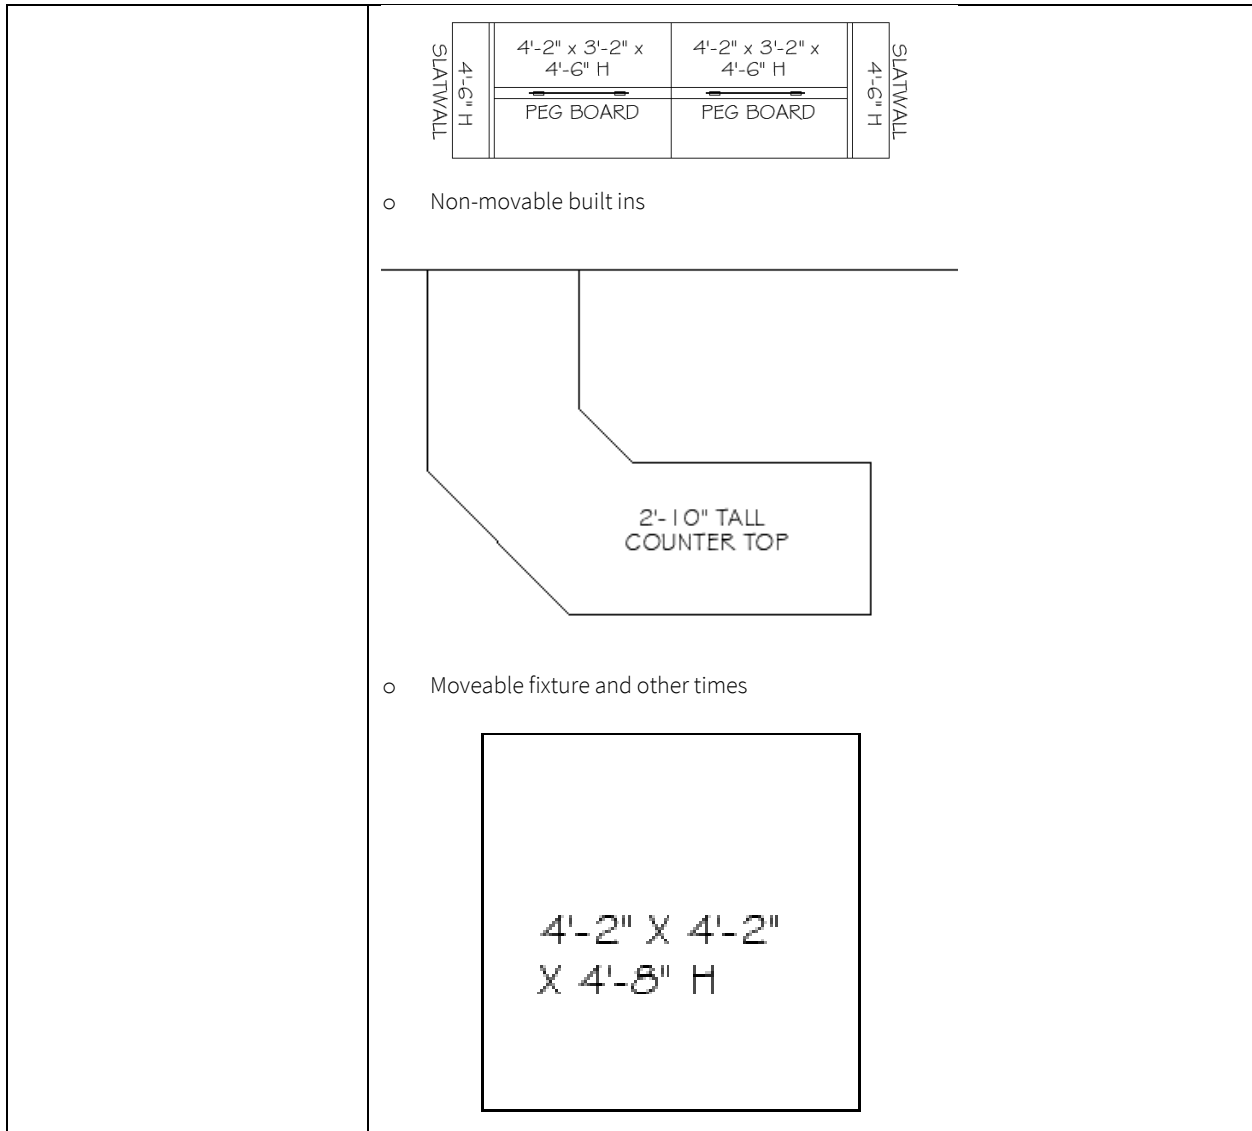 SLATWALL
4'-6" H
4'-2" x 3'-2" x
4'-6" H
PEG BOARD
4'-2" x 3'-2" x
4'-6" H
PEG BOARD
4'-6" H
SLATWALL
o Non-movable built ins
2'-10" TALL
COUNTER TOP
o Moveable fixture and other times
4'-2" X 4'-2"
X 4'-8" H